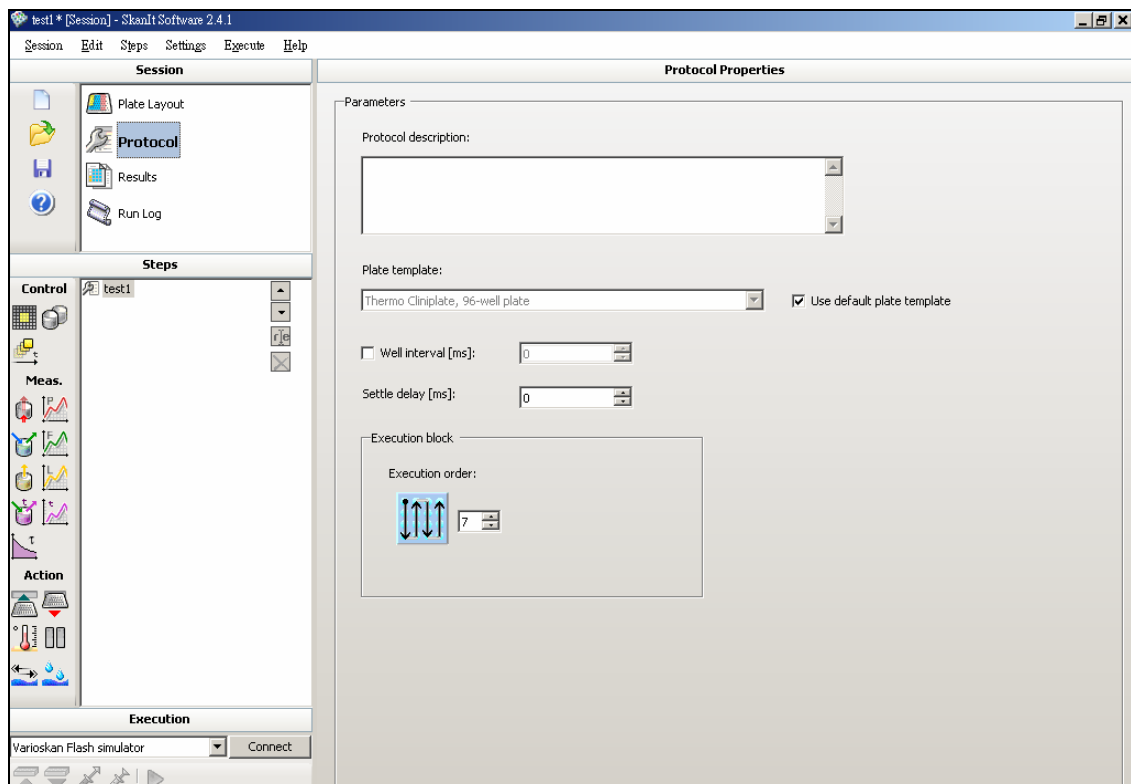 test1 * [Session] - SkanIt Software 2.4.1
Session Edit Steps Settings Execute Help
Session
Plate Layout
Protocol
Results
Run Log
Steps
Control
test1
Meas.
Action
Execution
Varioskan Flash simulator
Connect
Protocol Properties
Parameters
Protocol description:
Plate template:
Thermo Cliniplate, 96-well plate
Use default plate template
Well interval [ms]: 0
Settle delay [ms]: 0
Execution block
Execution order:
7